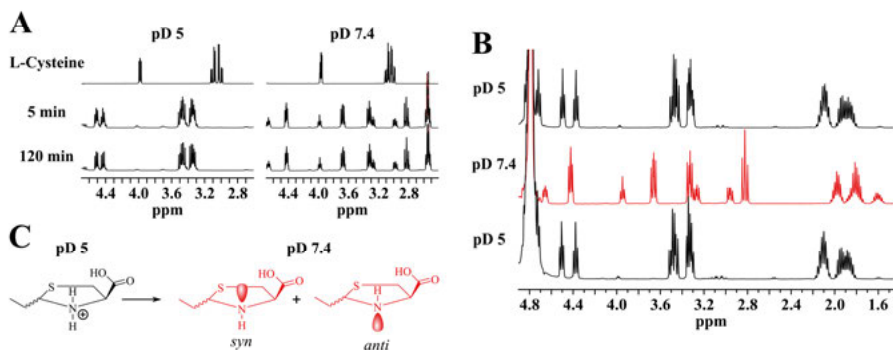 A
pD 5
pD 7.4
L-Cysteine
5 min
120 min
4.4 4.0 3.6 3.2 2.8
4.4 4.0 3.6 3.2 2.8
ppm
ppm
B
pD 5
pD 7.4
pD 5
4.8 4.4 4.0 3.6 3.2 2.8 2.4 2.0 1.6
ppm
C
pD 5
pD 7.4
S
N
H
H
⊕
HO
O
S
N
H
HO
O
syn
+
S
H
N
HO
O
anti